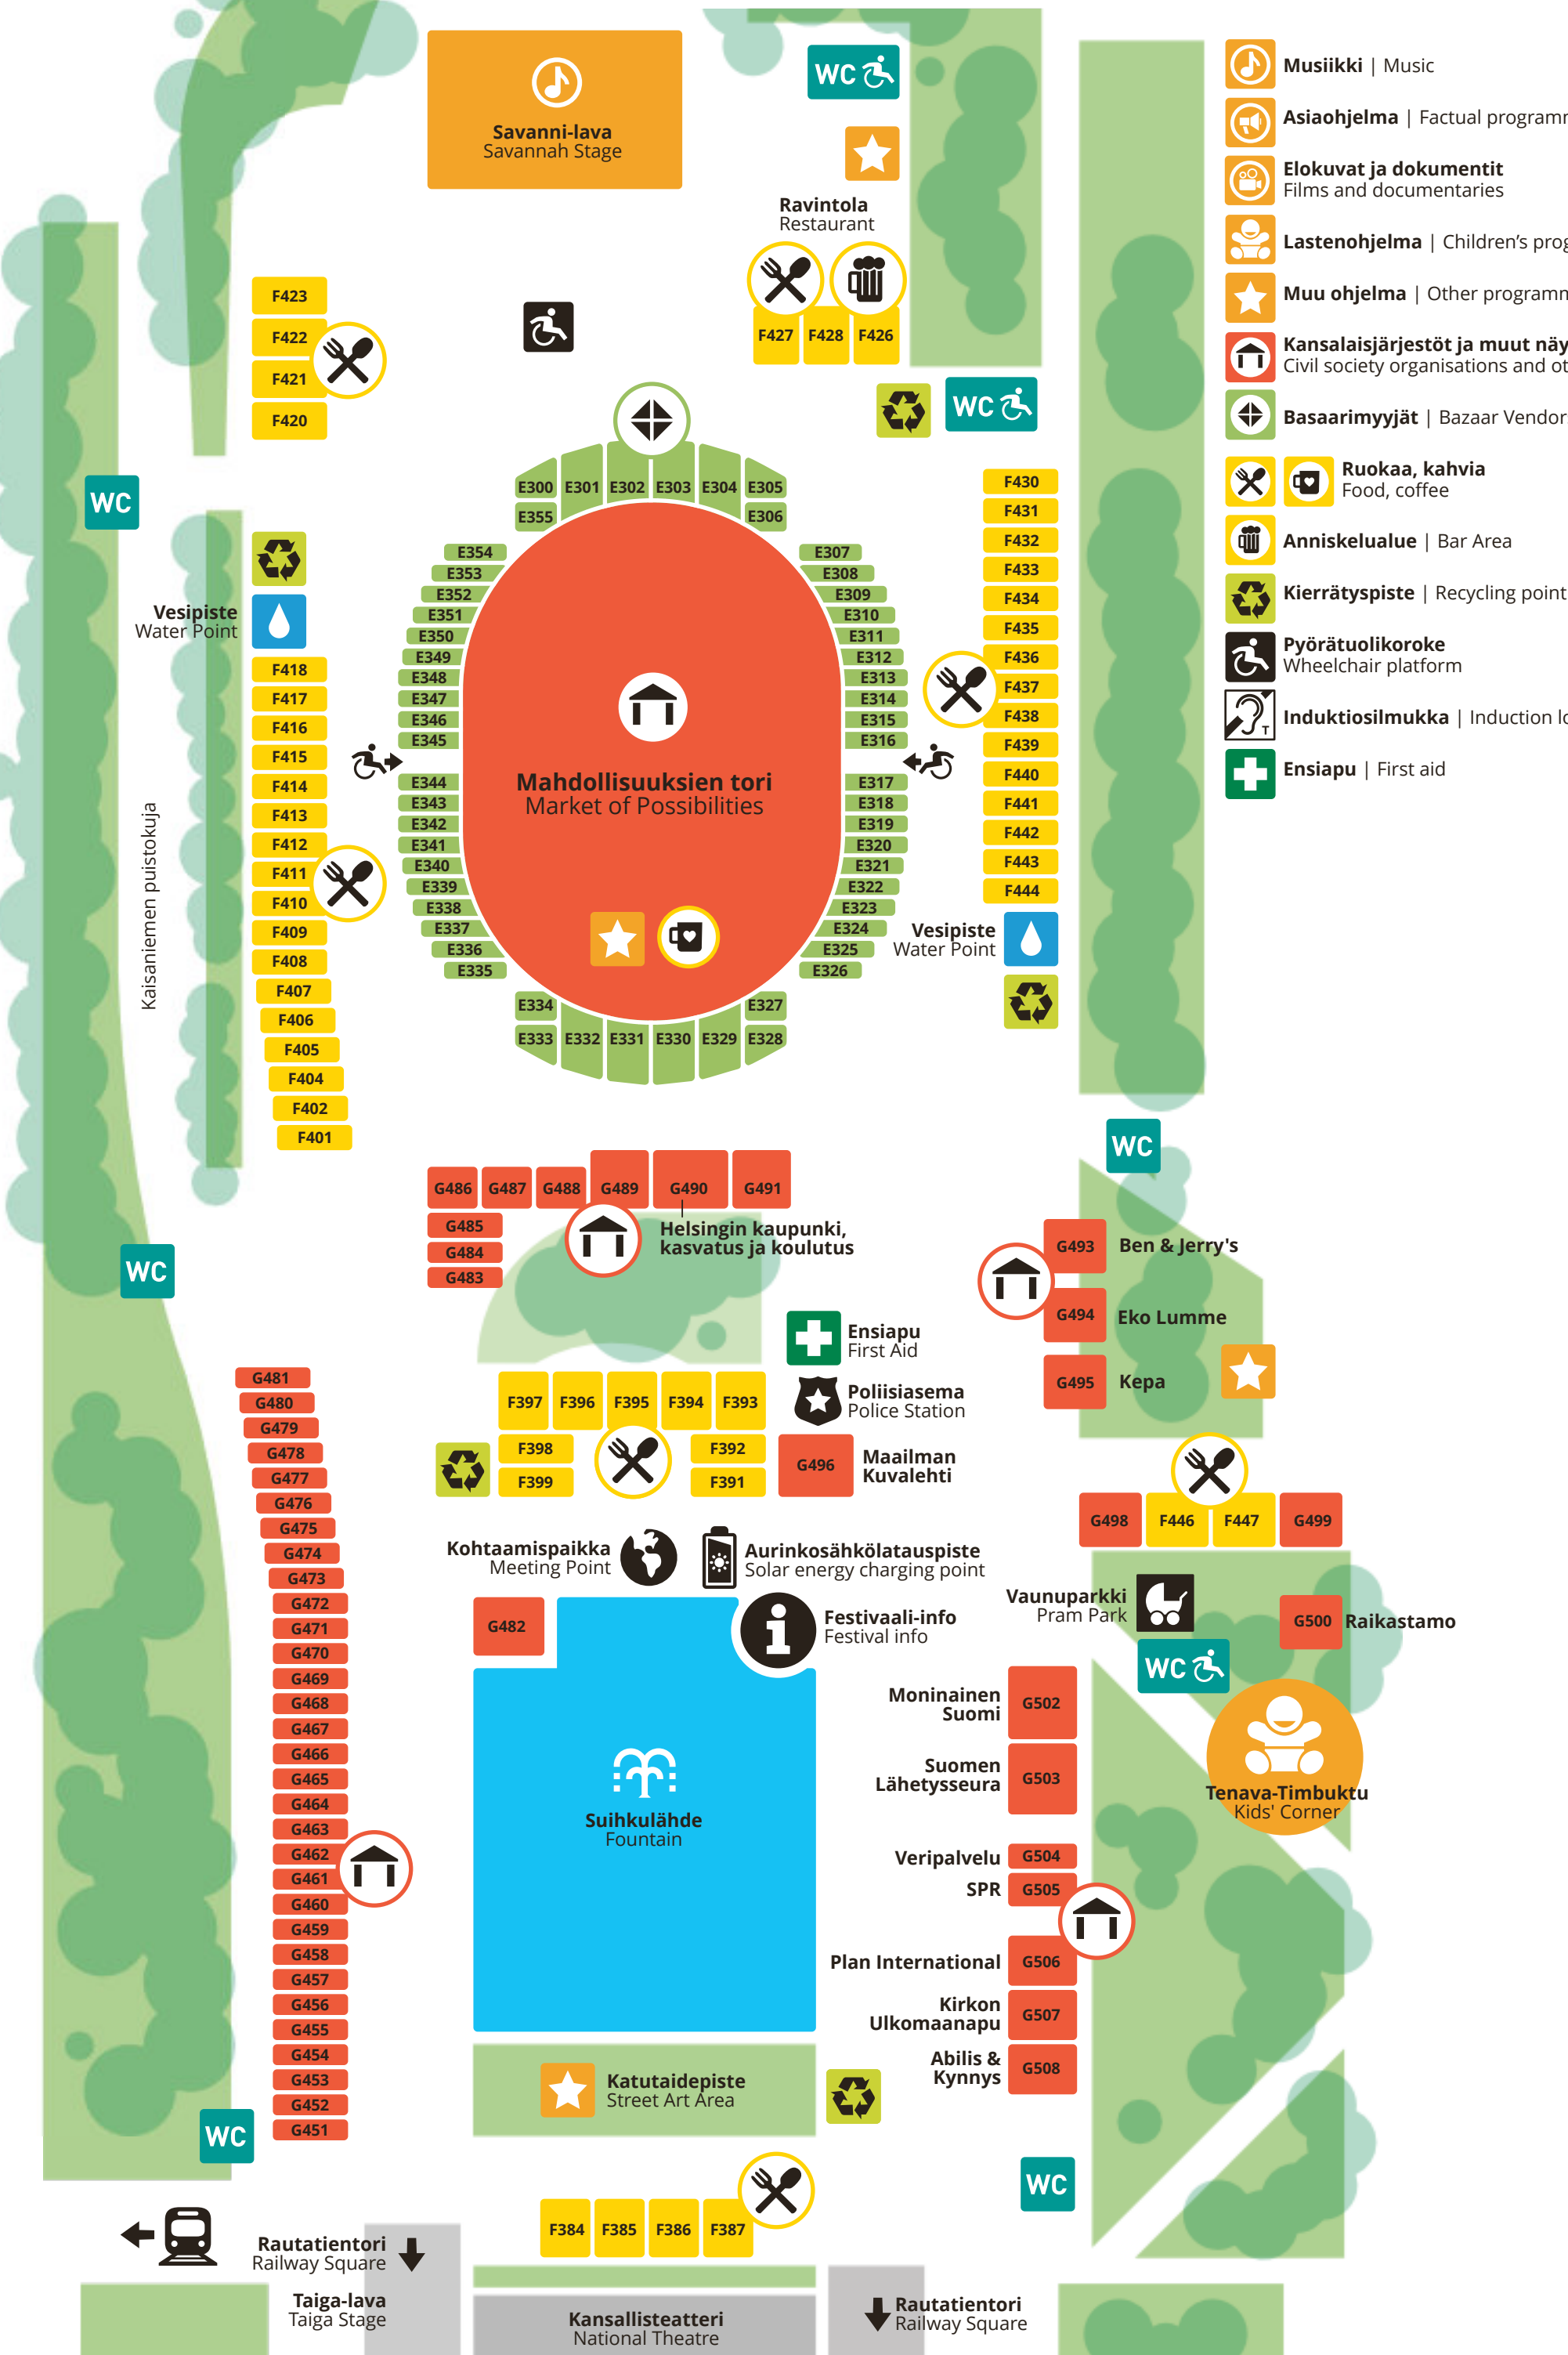 Savanni-lava
Savannah Stage
WC
Ravintola
Restaurant
F427 F428 F426
F423
F422
F421
F420
WC
WC
Musiikki | Music
Asiaohjelma | Factual
Elokuvat ja dokumentit
Films and documentaries
Lastenohjelma | Children's
Muu ohjelma | Other
Kansalaisjärjestöt ja muut
Civil society organisations and
Basaarimyyjät | Bazaar
Ruokaa, kahvia
Food, coffee
Anniskelualue | Bar Area
Kierrätyspiste | Recycling point
Pyörätuolikoroke
Wheelchair platform
Induktiosilmukka | Induction
T
Ensiapu | First aid
E300 E301 E302 E303 E304 E305
E355
E306
E354
E353
E352
E351
E350
E349
E348
E347
E346
E345
E344
E343
E342
E341
E340
E339
E338
E337
E336
E335
E307
E308
E309
E310
E311
E312
E313
E314
E315
E316
E317
E318
E319
E320
E321
E322
E323
E324
E325
E326
E334
E327
E333 E332 E331 E330 E329 E328
Mahdollisuuksien tori
Market of Possibilities
Vesipiste
Water Point
F418
F417
F416
F415
F414
F413
F412
F411
F410
F409
F408
F407
F406
F405
F404
F402
F401
Kaisaniemen puistokuja
F430
F431
F432
F433
F434
F435
F436
F437
F438
F439
F440
F441
F442
F443
F444
Vesipiste
Water Point
WC
WC
G486 G487 G488 G489 G490 G491
G485
G484
G483
Helsingin kaupunki,
kasvatus ja koulutus
G493 Ben & Jerry's
G494 Eko Lumme
G495 Kepa
Ensiapu
First Aid
Poliisiasema
Police Station
F397 F396 F395 F394 F393
F398 F392
F399 F391
G496
Maailman
Kuvalehti
G498 F446 F447 G499
Kohtaamispaikka
Meeting Point
Aurinkosähkölatauspiste
Solar energy charging point
Vaunuparkki
Pram Park
G500 Raikastamo
WC
G482
Festivaali-info
Festival info
Suihkulähde
Fountain
Tenava-Timbuktu
Kids' Corner
Moninainen
Suomi
G502
Suomen
Lähetysseura
G503
Veripalvelu G504
SPR G505
Plan International G506
Kirkon
Ulkomaanapu
G507
Abilis &
Kynnys
G508
G481
G480
G479
G478
G477
G476
G475
G474
G473
G472
G471
G470
G469
G468
G467
G466
G465
G464
G463
G462
G461
G460
G459
G458
G457
G456
G455
G454
G453
G452
G451
WC
Katutaidepiste
Street Art Area
WC
F384 F385 F386 F387
Rautatientori
Railway Square
Taiga-lava
Taiga Stage
Kansallisteatteri
National Theatre
Rautatientori
Railway Square